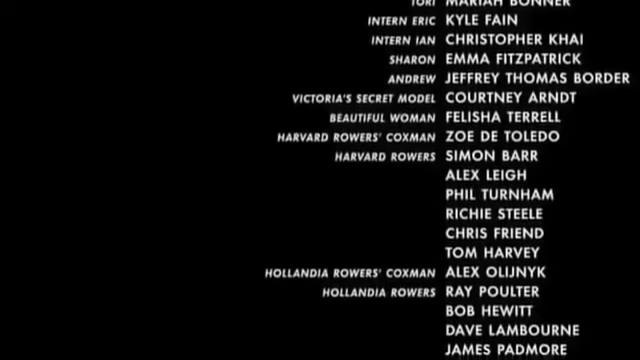 TORI MARIAH BONNER
INTERN ERIC KYLE FAIN
INTERN IAN CHRISTOPHER KHAI
SHARON EMMA FITZPATRICK
ANDREW JEFFREY THOMAS BORDER
VICTORIA'S SECRET MODEL COURTNEY ARNDT
BEAUTIFUL WOMAN FELISHA TERRELL
HARVARD ROWERS' COXMAN ZOE DE TOLEDO
HARVARD ROWERS SIMON BARR
ALEX LEIGH
PHIL TURNHAM
RICHIE STEELE
CHRIS FRIEND
TOM HARVEY
HOLLANDIA ROWERS' COXMAN ALEX OLIJNYK
HOLLANDIA ROWERS RAY POULTER
BOB HEWITT
DAVE LAMBOURNE
JAMES PADMORE